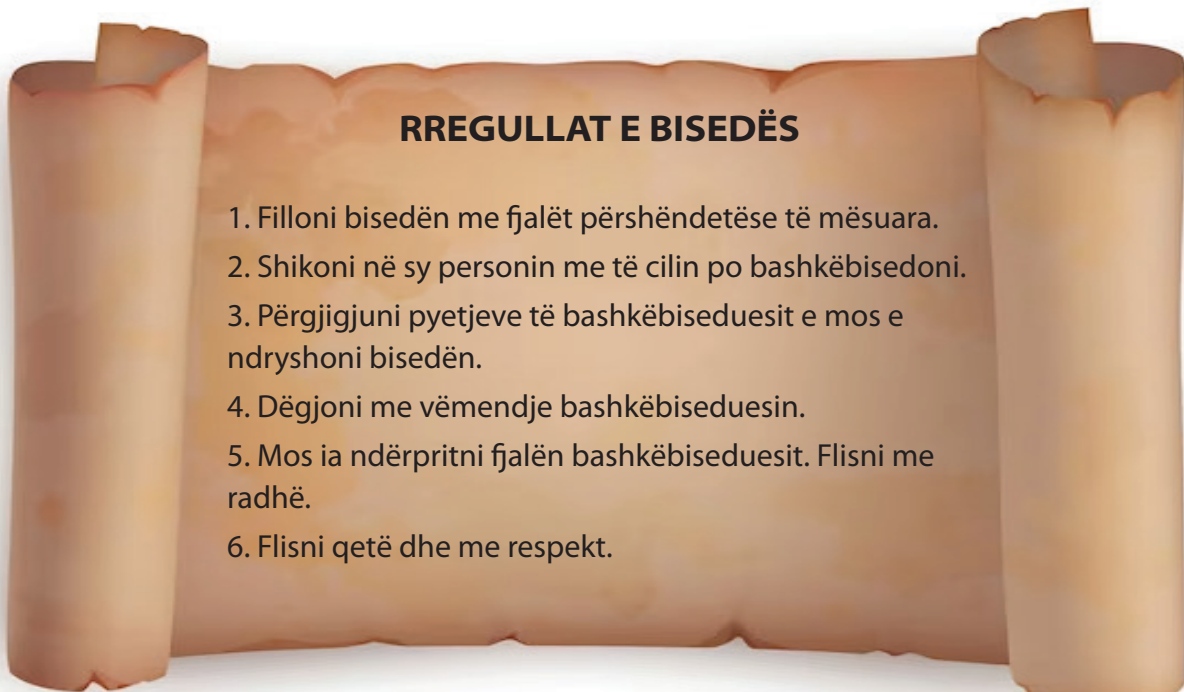 RREGULLAT E BISEDËS
1. Filloni bisedën me fjalët përshëndetëse të mësuara.
2. Shikoni në sy personin me të cilin po bashkëbisedoni.
3. Përgjigjuni pyetjeve të bashkëbiseduesit e mos e
ndryshoni bisedën.
4. Dëgjoni me vëmendje bashkëbiseduesin.
5. Mos ia ndërpritni fjalën bashkëbiseduesit. Flisni me
radhë.
6. Flisni qetë dhe me respekt.